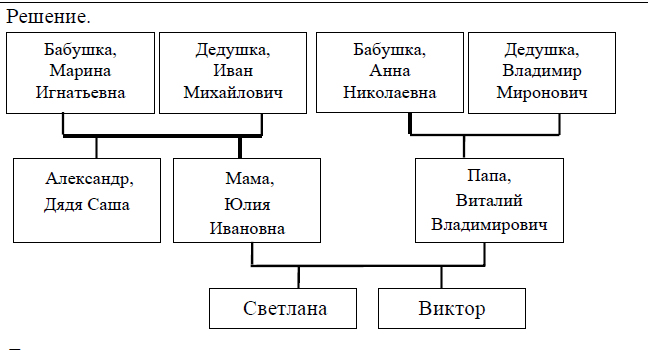 Решение.
Бабушка,
Марина
Игнатьевна
Дедушка,
Иван
Михайлович
Бабушка,
Анна
Николаевна
Дедушка,
Владимир
Миронович
Александр,
Дядя Саша
Мама,
Юлия
Ивановна
Папа,
Виталий
Владимирович
Светлана
Виктор